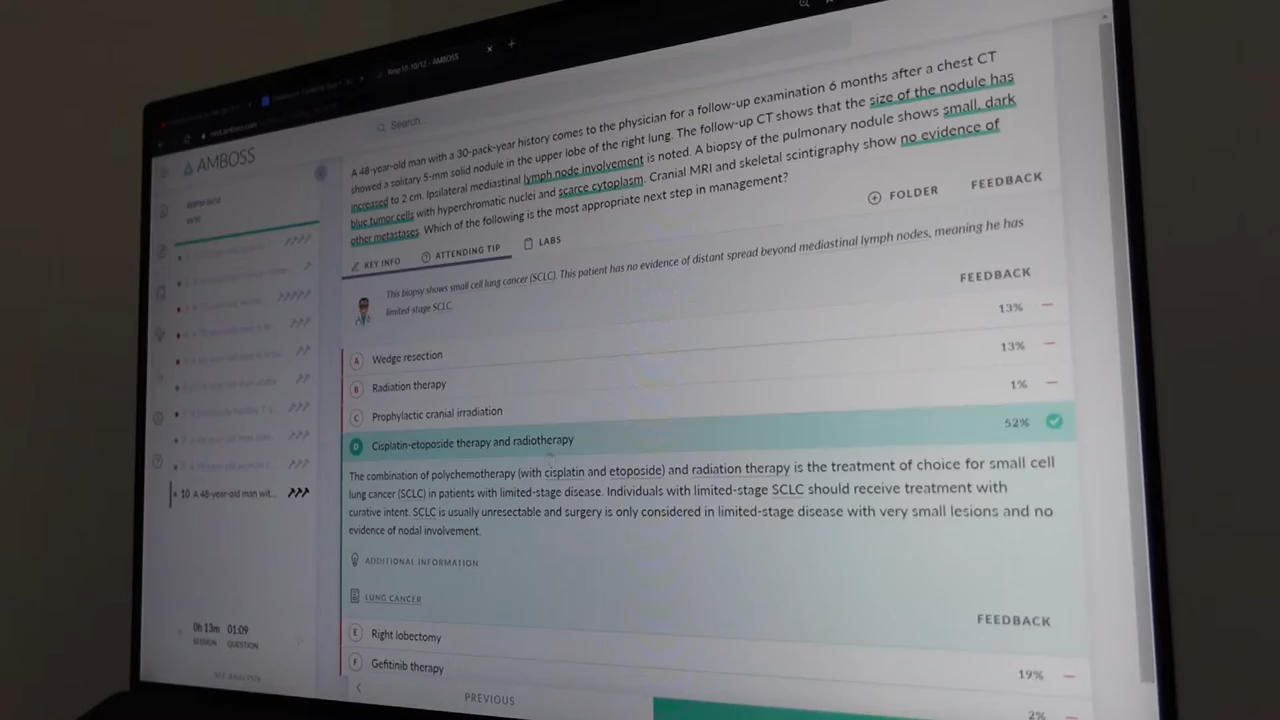 Resp 10-10/12 - AMBOSS
Search...
AMBOSS
A 48-year-old man with a 30-pack-year history comes to the physician for a follow-up examination 6 months after a chest CT
showed a solitary 5-mm solid nodule in the upper lobe of the right lung. The follow-up CT shows that the size of the nodule has
increased to 2 cm. Ipsilateral mediastinal lymph node involvement is noted. A biopsy of the pulmonary nodule shows small, dark
blue tumor cells with hyperchromatic nuclei and scarce cytoplasm. Cranial MRI and skeletal scintigraphy show no evidence of
other metastases. Which of the following is the most appropriate next step in management?
FOLDER FEEDBACK
KEY INFO ATTENDING TIP LABS
This biopsy shows small cell lung cancer (SCLC). This patient has no evidence of distant spread beyond mediastinal lymph nodes, meaning he has
limited-stage SCLC.
FEEDBACK
A Wedge resection 13%
B Radiation therapy 13%
C Prophylactic cranial irradiation 1%
D Cisplatin-etoposide therapy and radiotherapy 52%
The combination of polychemotherapy (with cisplatin and etoposide) and radiation therapy is the treatment of choice for small cell
lung cancer (SCLC) in patients with limited-stage disease. Individuals with limited-stage SCLC should receive treatment with
curative intent. SCLC is usually unresectable and surgery is only considered in limited-stage disease with very small lesions and no
evidence of nodal involvement.
ADDITIONAL INFORMATION
LUNG CANCER
FEEDBACK
E Right lobectomy 19%
F Gefitinib therapy 2%
10 A 48-year-old man wit...
0h 13m 01:09
SESSION QUESTION
SEE ANALYSIS
PREVIOUS